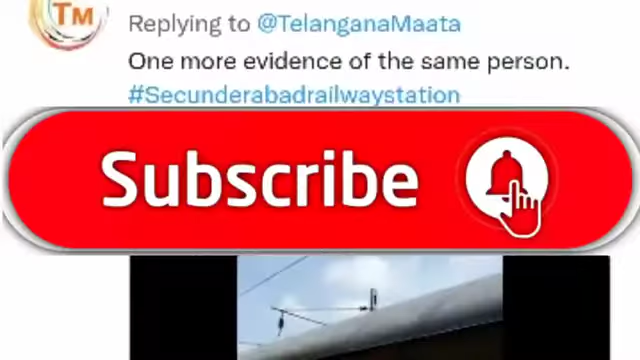 TM
Replying to @TelanganaMaata
One more evidence of the same person.
#Secunderabadrailwaystation
Subscribe